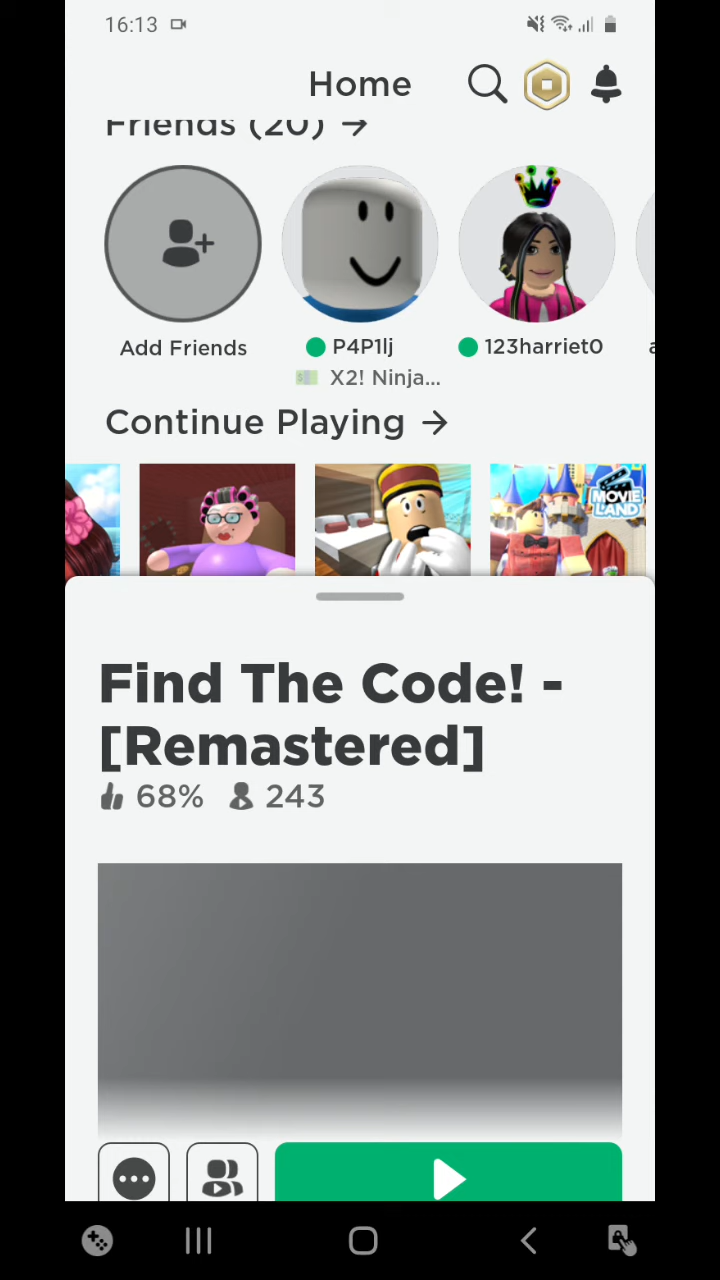 16:13
Home
Friends (20) →
Add Friends
P4P1lj
123harriet0
X2! Ninja...
Continue Playing →
MOVIE
LAND
Find The Code! -
[Remastered]
68% 243